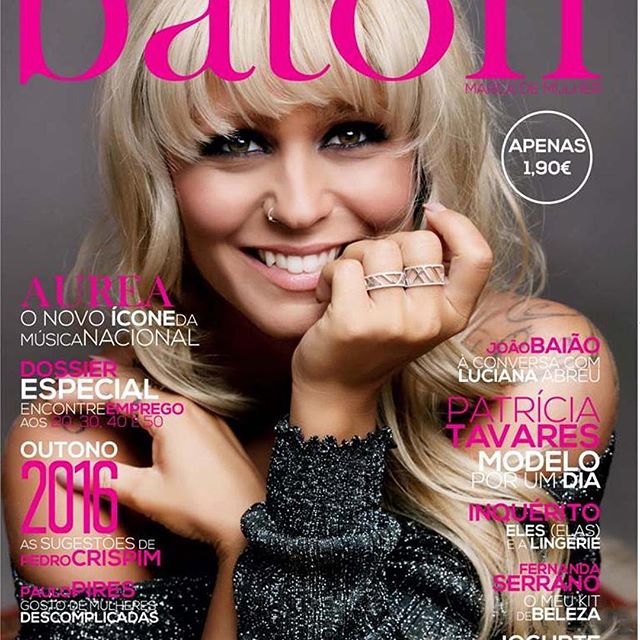 batom
MARCA DE MULHER
APENAS
1,90€
AUREA
O NOVO ÍCONE DA
MÚSICA NACIONAL
DOSSIER
ESPECIAL
ENCONTRE EMPREGO
AOS 20, 30, 40 E 50
OUTONO
2016
AS SUGESTÕES DE
PEDRO CRISPIM
PAULO PIRES
GOSTO DE MULHERES
DESCOMPLICADAS
JOÃO BAIÃO
À CONVERSA COM
LUCIANA ABREU
PATRÍCIA
TAVARES
MODELO
POR UM DIA
INQUÉRITO
ELES (ELAS)
E A LINGERIE
FERNANDA
SERRANO
O MEU KIT
DE BELEZA
IOGURTE